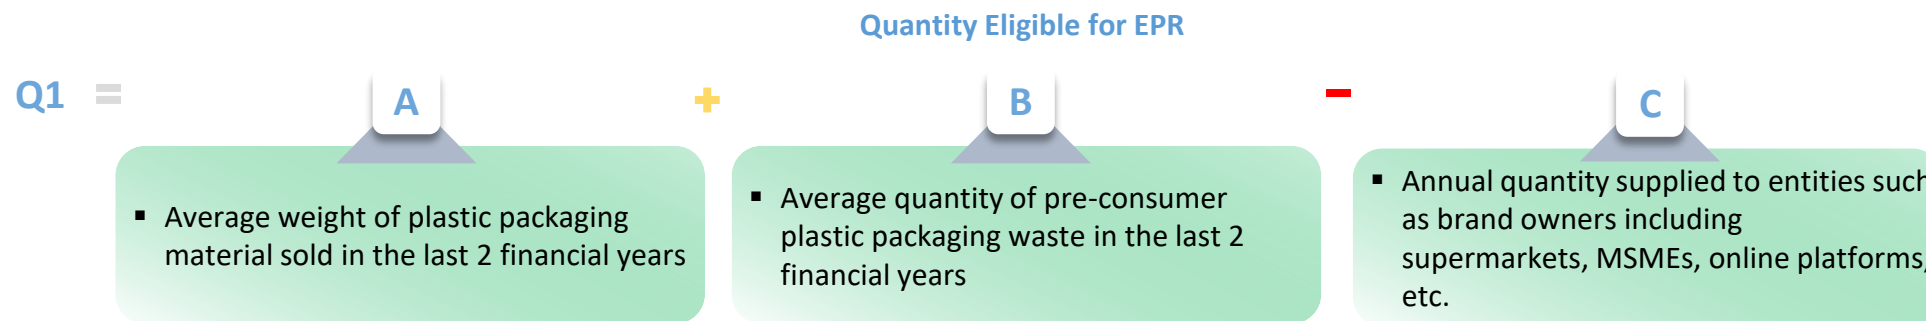 Quantity Eligible for EPR
Q1 = A + B − C
▪ Average weight of plastic packaging
material sold in the last 2 financial years
▪ Average quantity of pre-consumer
plastic packaging waste in the last 2
financial years
▪ Annual quantity supplied to entities such
as brand owners including
supermarkets, MSMEs, online platforms,
etc.